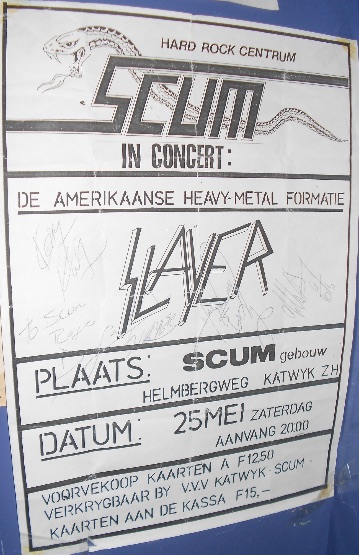 HARD ROCK CENTRUM
SCUM
IN CONCERT:
DE AMERIKAANSE HEAVY-METAL FORMATIE
SLAYER
To Scum
PLAATS: SCUM gebouw
HELMBERGWEG KATWYK Z.H
DATUM: 25 MEI ZATERDAG
AANVANG 20.00
VOORVERKOOP KAARTEN A F12,50
VERKRYGBAAR BY V.V.V KATWYK - SCUM -
KAARTEN AAN DE KASSA F15,-